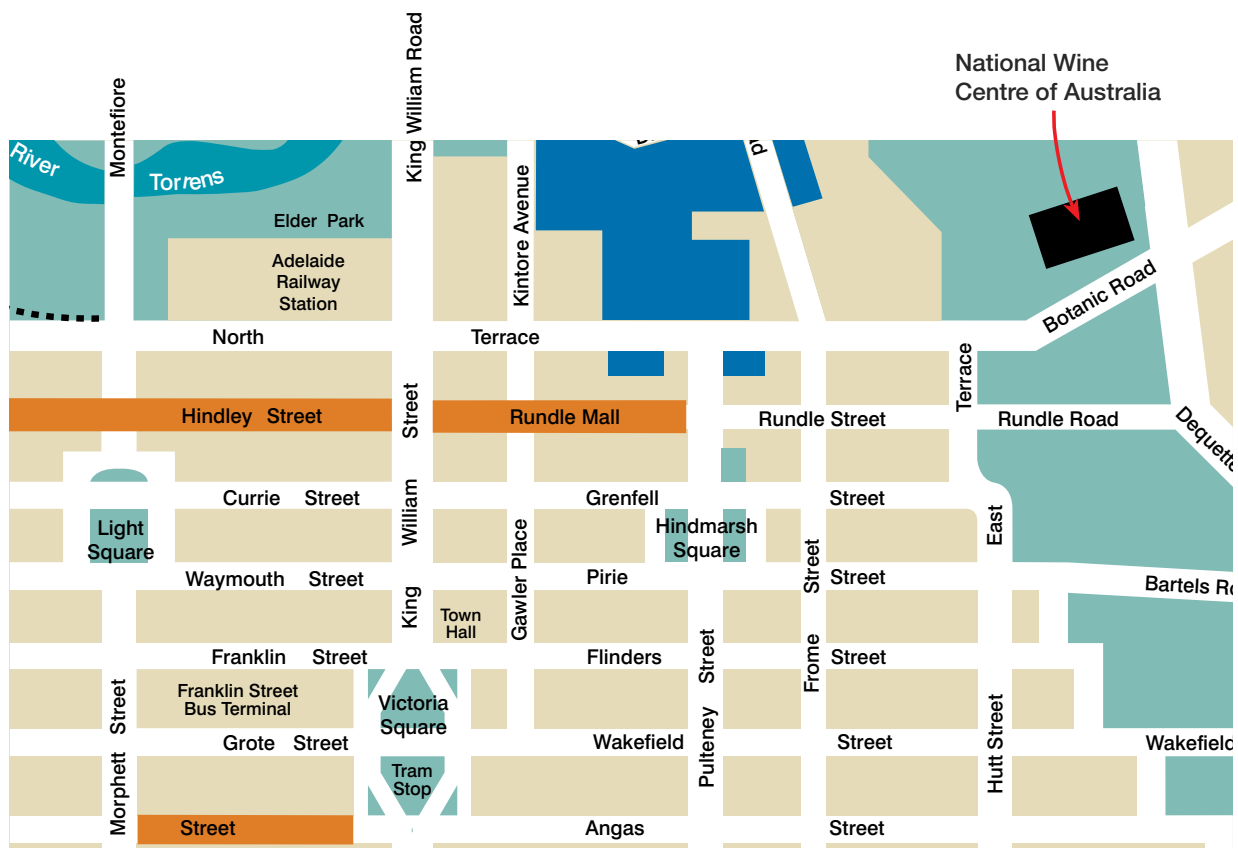 National Wine
Centre of Australia
Montefiore
King William Road
River
Torrens
Elder Park
Kintore Avenue
Adelaide
Railway
Station
Botanic Road
North
Terrace
Terrace
Hindley Street
Street
Rundle Mall
Rundle Street
Rundle Road
Dequette
Currie Street
William
Grenfell
Street
Light
Square
Hindmarsh
Square
East
Gawler Place
Waymouth Street
Pirie
Street
Street
Bartels
King
Town
Hall
Franklin Street
Flinders
Street
Frome
Street
Franklin Street
Bus Terminal
Victoria
Square
Street
Pulteney
Hutt Street
Grote Street
Wakefield
Street
Wakefield
Tram
Stop
Morphett
Street
Angas
Street